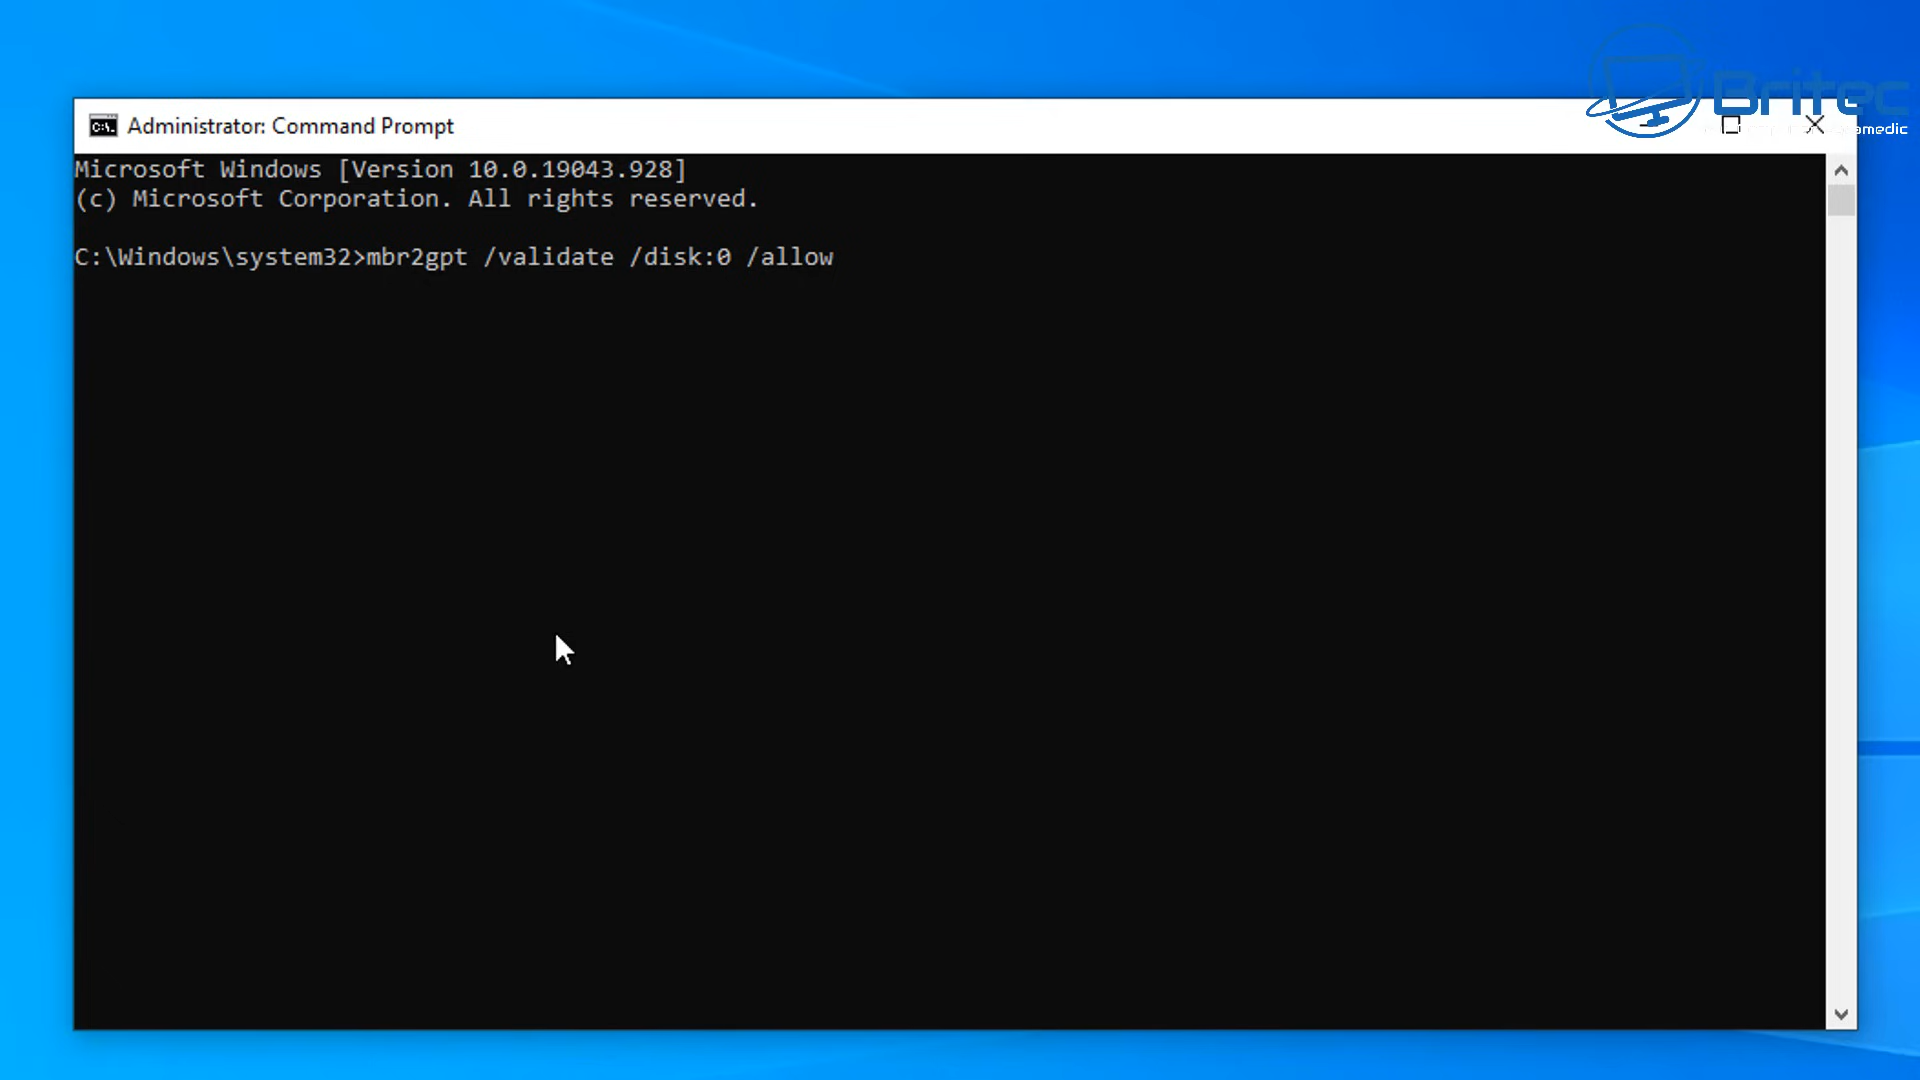 Britec
Administrator: Command Prompt
Microsoft Windows [Version 10.0.19043.928]
(c) Microsoft Corporation. All rights reserved.
C:\Windows\system32>mbr2gpt /validate /disk:0 /allow